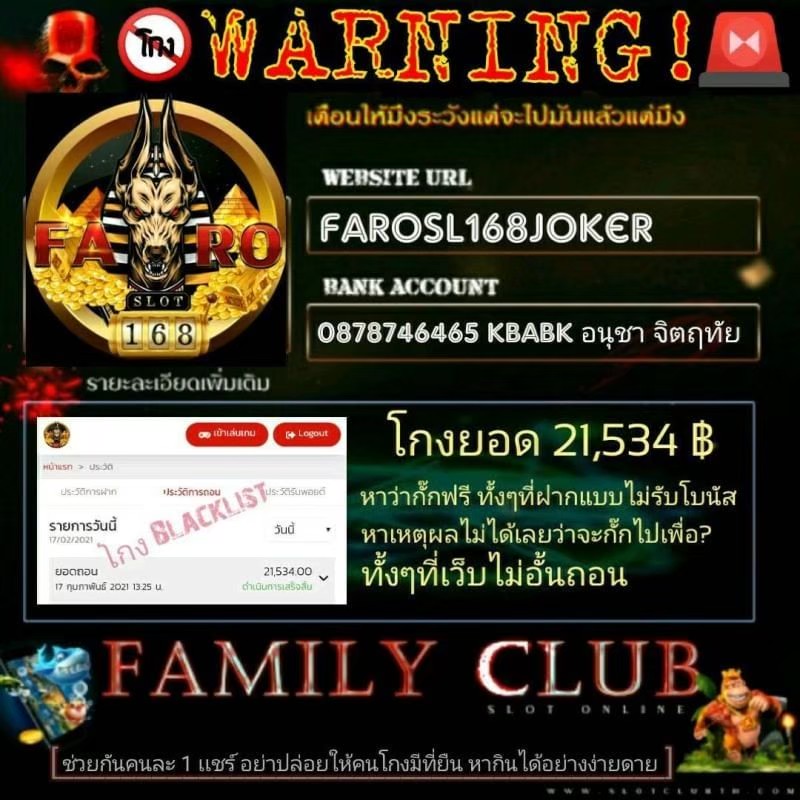 โกง
WARNING!
เตือนให้มึงระวังแต่จะไปมันแล้วแต่มึง
WEBSITE URL
FAROSL168JOKER
BANK ACCOUNT
0878746465 KBABK อนุชา จิตฤทัย
FARO
SLOT
168
รายะละเอียดเพิ่มเติม
เข้าเล่นเกม
Logout
หน้าแรก > ประวัติ
ประวัติการฝาก
ประวัติการถอน
ประวัติรับพอยต์
รายการวันนี้
17/02/2021
วันนี้
โกง BLACKLIST
ยอดถอน
21,534.00
17 กุมภาพันธ์ 2021 13:25 น.
ดำเนินการเสร็จสิ้น
โกงยอด 21,534 ฿
หาว่ากั๊กฟรี ทั้งๆที่ฝากแบบไม่รับโบนัส
หาเหตุผลไม่ได้เลยว่าจะกั๊กไปเพื่อ?
ทั้งๆที่เว็บไม่อั้นถอน
FAMILY CLUB
SLOT ONLINE
ช่วยกันคนละ 1 แชร์ อย่าปล่อยให้คนโกงมีที่ยืน หากินได้อย่างง่ายดาย
WWW.SLOTCLUBTH.COM